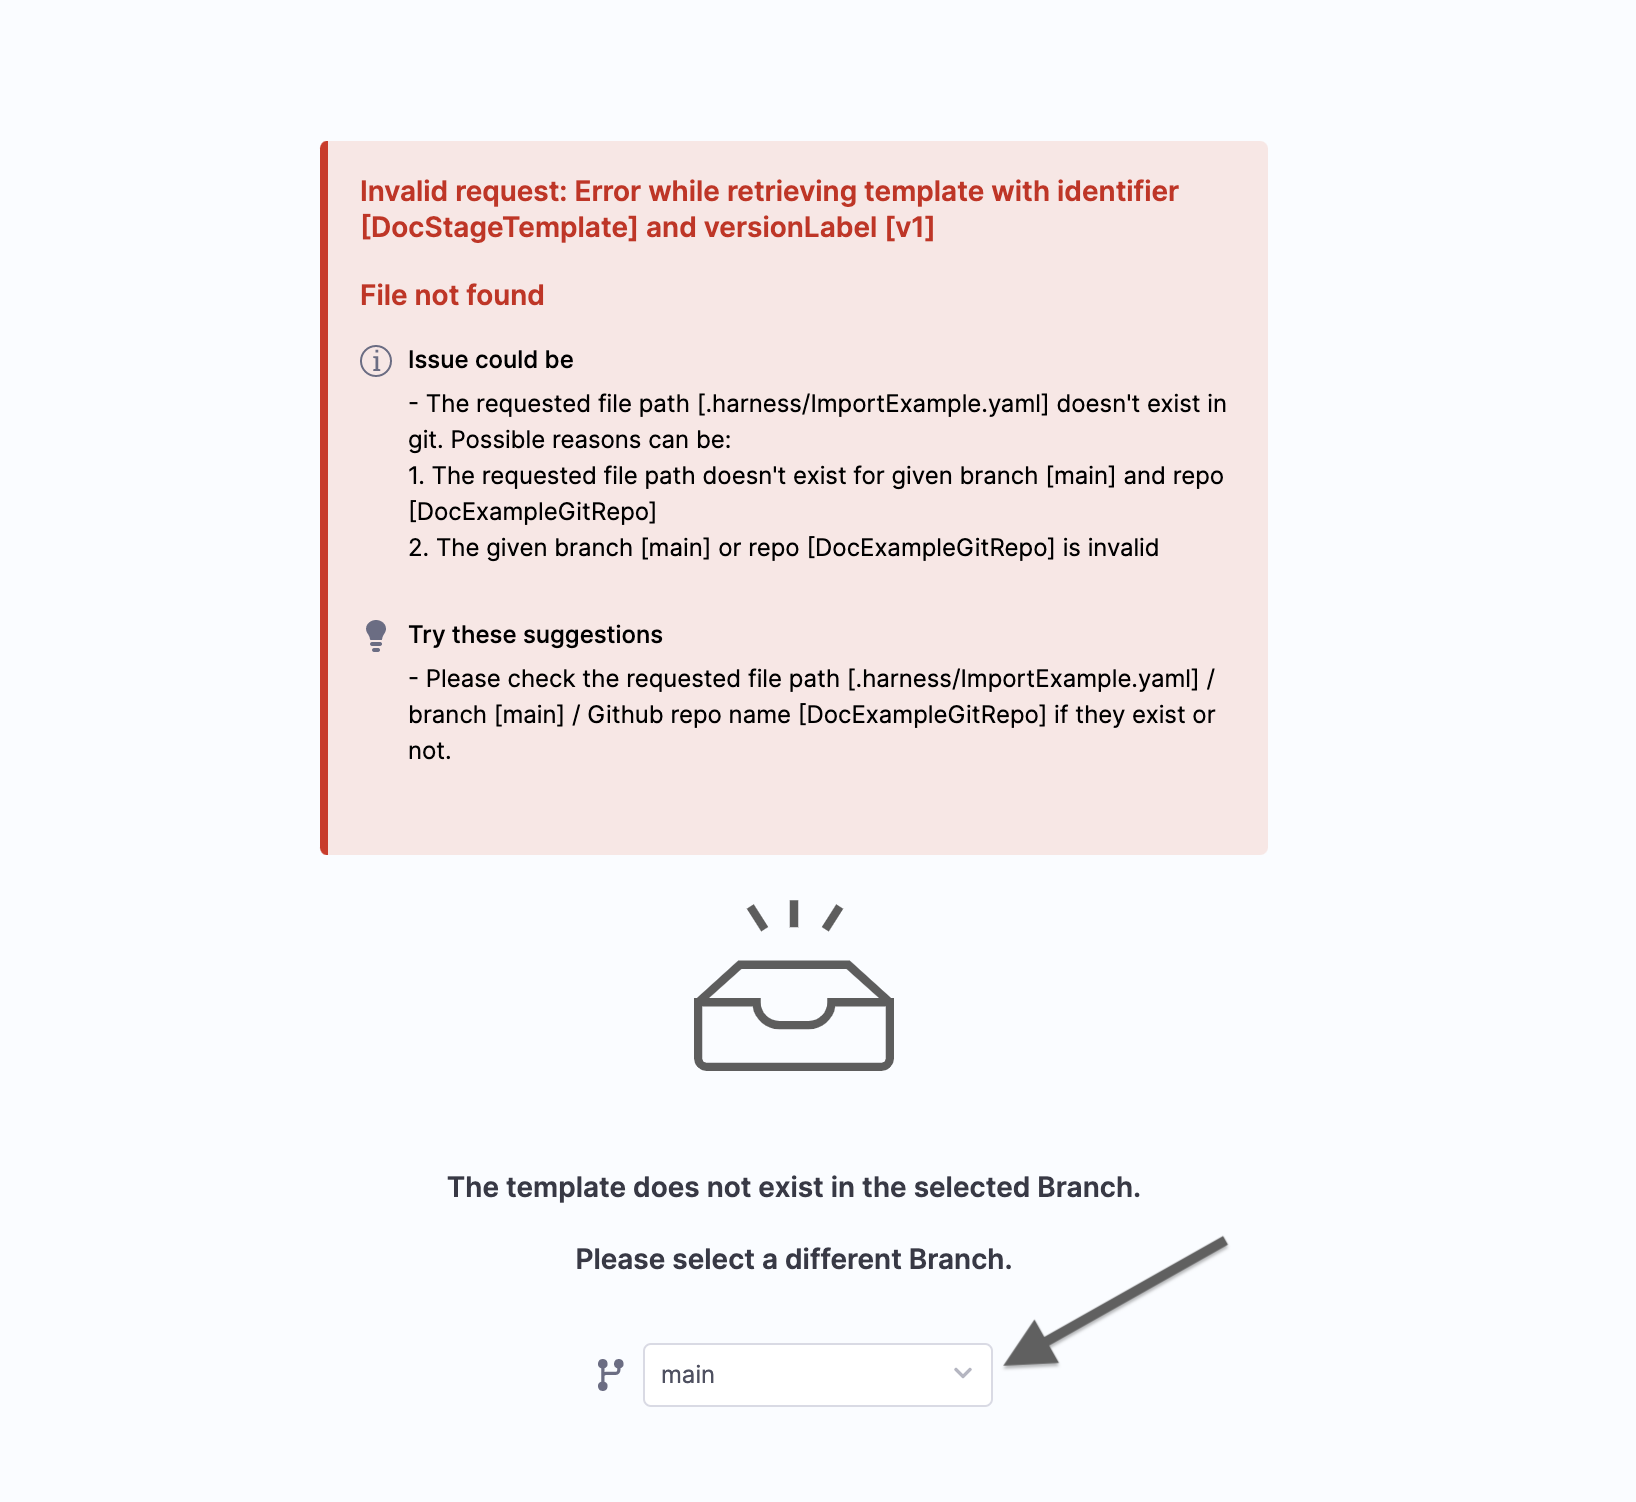 Invalid request: Error while retrieving template with identifier
[DocStageTemplate] and versionLabel [v1]
File not found
Issue could be
- The requested file path [.harness/ImportExample.yaml] doesn't exist in
git. Possible reasons can be:
1. The requested file path doesn't exist for given branch [main] and repo
[DocExampleGitRepo]
2. The given branch [main] or repo [DocExampleGitRepo] is invalid
Try these suggestions
- Please check the requested file path [.harness/ImportExample.yaml] /
branch [main] / Github repo name [DocExampleGitRepo] if they exist or
not.
The template does not exist in the selected Branch.
Please select a different Branch.
main